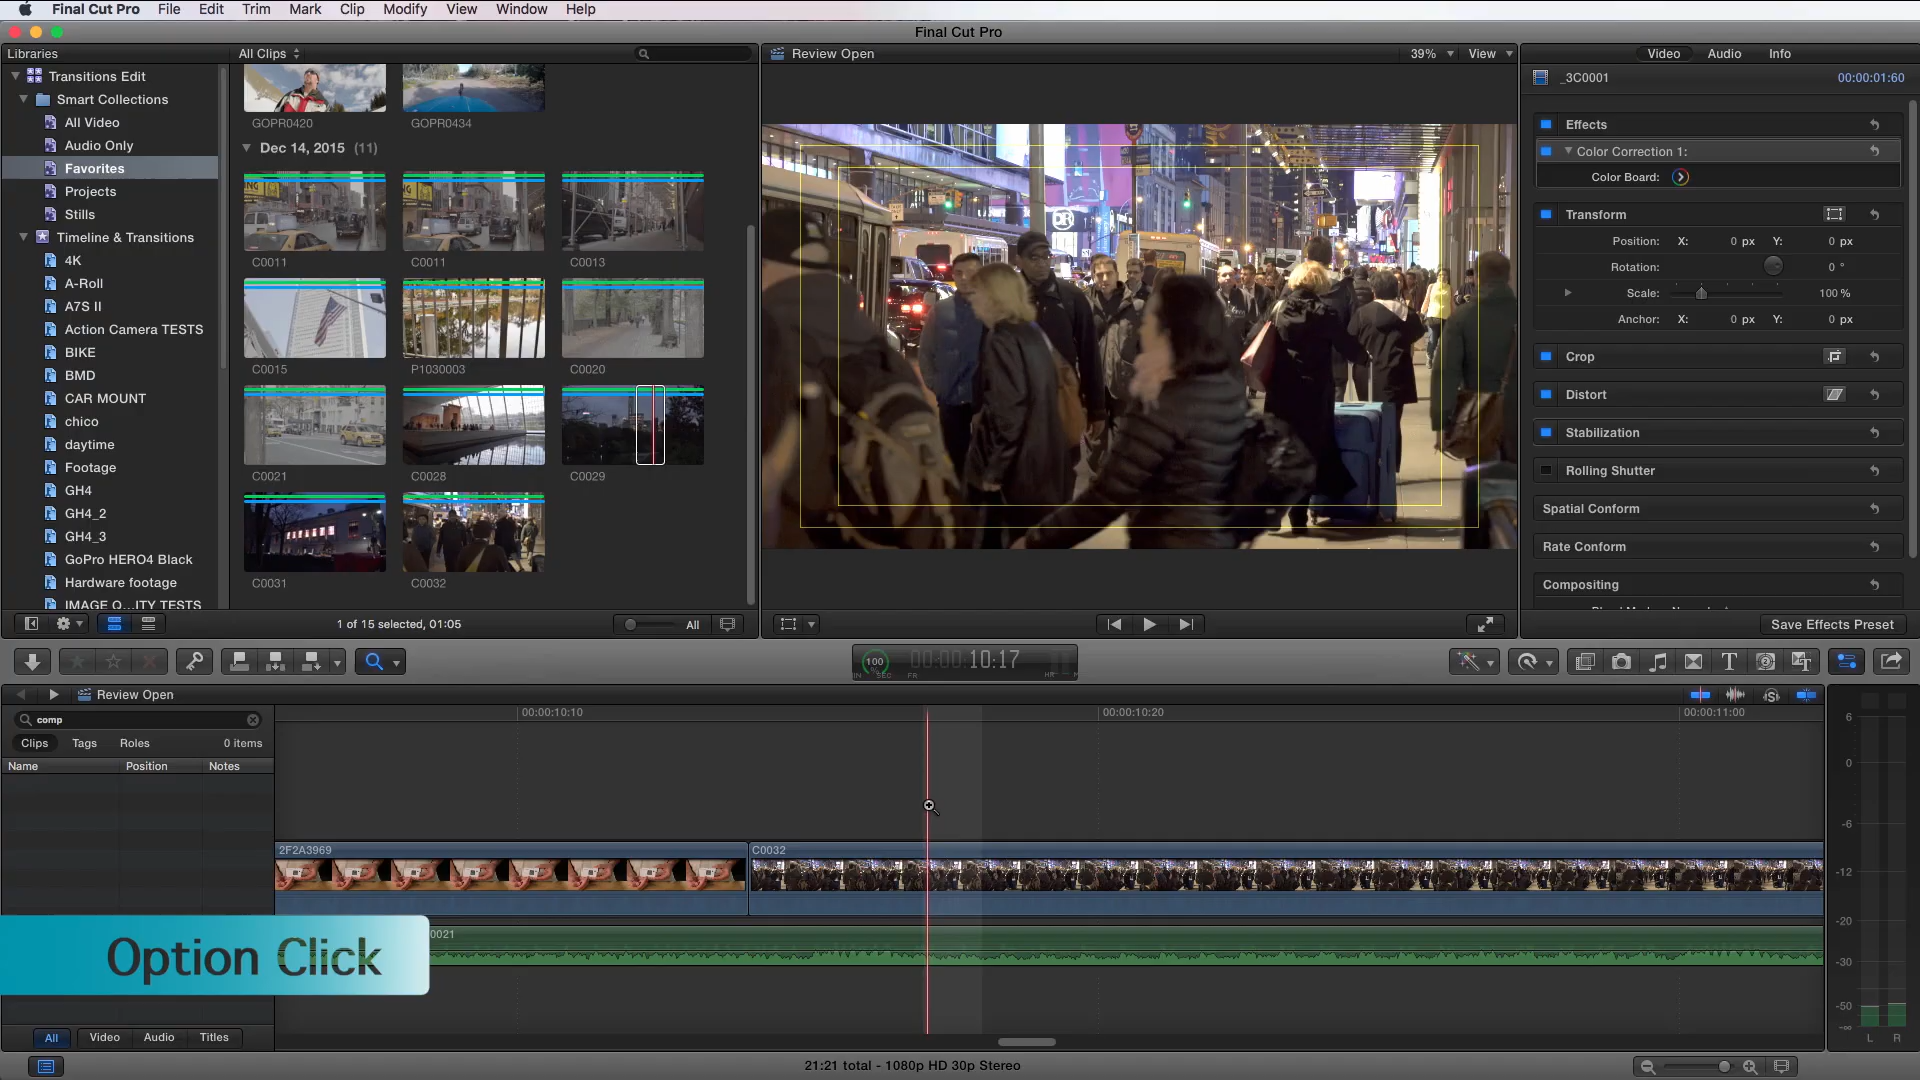 Final Cut Pro File Edit Trim Mark Clip Modify View Window Help
Final Cut Pro
Libraries
All Clips
Review Open
39%
View
Video Audio Info
Transitions Edit
Smart Collections
All Video
Audio Only
Favorites
Projects
Stills
Timeline & Transitions
4K
A-Roll
A7S II
Action Camera TESTS
BIKE
BMD
CAR MOUNT
chico
daytime
Footage
GH4
GH4_2
GH4_3
GoPro HERO4 Black
Hardware footage
IMAGE Q...ITY TESTS
GOPR0420
GOPR0434
Dec 14, 2015 (11)
C0011
C0011
C0013
C0015
P1030003
C0020
C0021
C0028
C0029
C0031
C0032
_3C0001
00:00:01:60
Effects
Color Correction 1:
Color Board:
Transform
Position: X: 0 px Y: 0 px
Rotation: 0 °
Scale: 100 %
Anchor: X: 0 px Y: 0 px
Crop
Distort
Stabilization
Rolling Shutter
Spatial Conform
Rate Conform
Compositing
1 of 15 selected, 01:05
All
Save Effects Preset
100
%
00:00:10:17
HR MIN SEC FR
Review Open
comp
Clips Tags Roles 0 items
Name Position Notes
00:00:10:10
00:00:10:20
00:00:11:00
2F2A3969
C0032
0021
Option Click
6
0
-6
-12
-20
-30
-50
-∞
L R
All Video Audio Titles
21:21 total - 1080p HD 30p Stereo